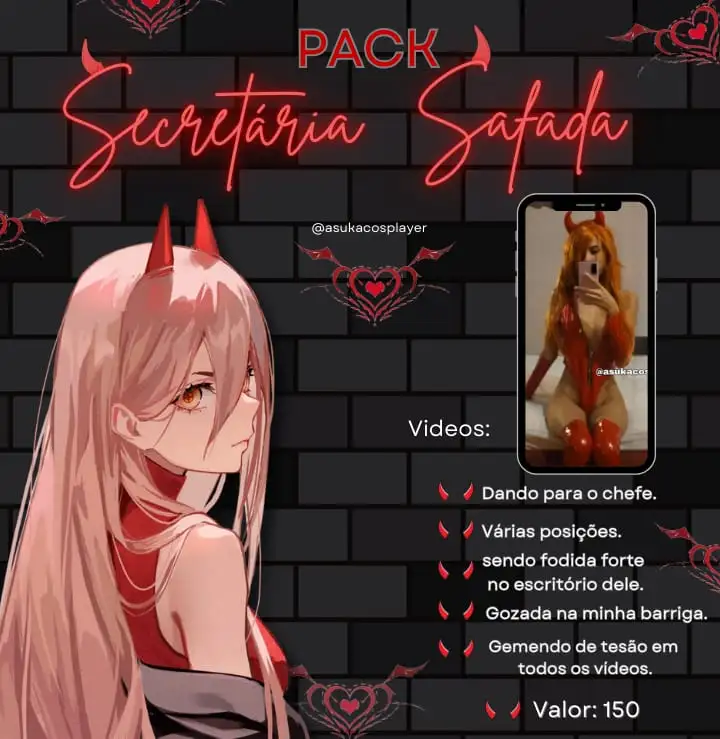 PACK
Secretária Safada
@asukacosplayer
@asukacos
Videos:
Dando para o chefe.
Várias posições.
sendo fodida forte
no escritório dele.
Gozada na minha barriga.
Gemendo de tesão em
todos os vídeos.
Valor: 150